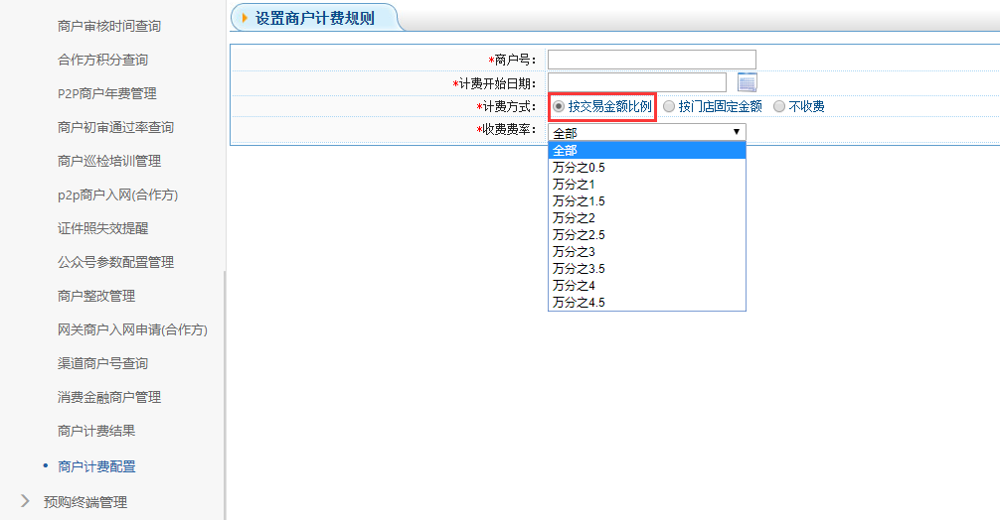 商户审核时间查询
合作方积分查询
P2P商户年费管理
商户初审通过率查询
商户巡检培训管理
p2p商户入网(合作方)
证件照失效提醒
公众号参数配置管理
商户整改管理
网关商户入网申请(合作方)
渠道商户号查询
消费金融商户管理
商户计费结果
商户计费配置
预购终端管理
设置商户计费规则
*商户号：
*计费开始日期：
*计费方式： 按交易金额比例 按门店固定金额 不收费
*收费费率： 全部
全部
万分之0.5
万分之1
万分之1.5
万分之2
万分之2.5
万分之3
万分之3.5
万分之4
万分之4.5